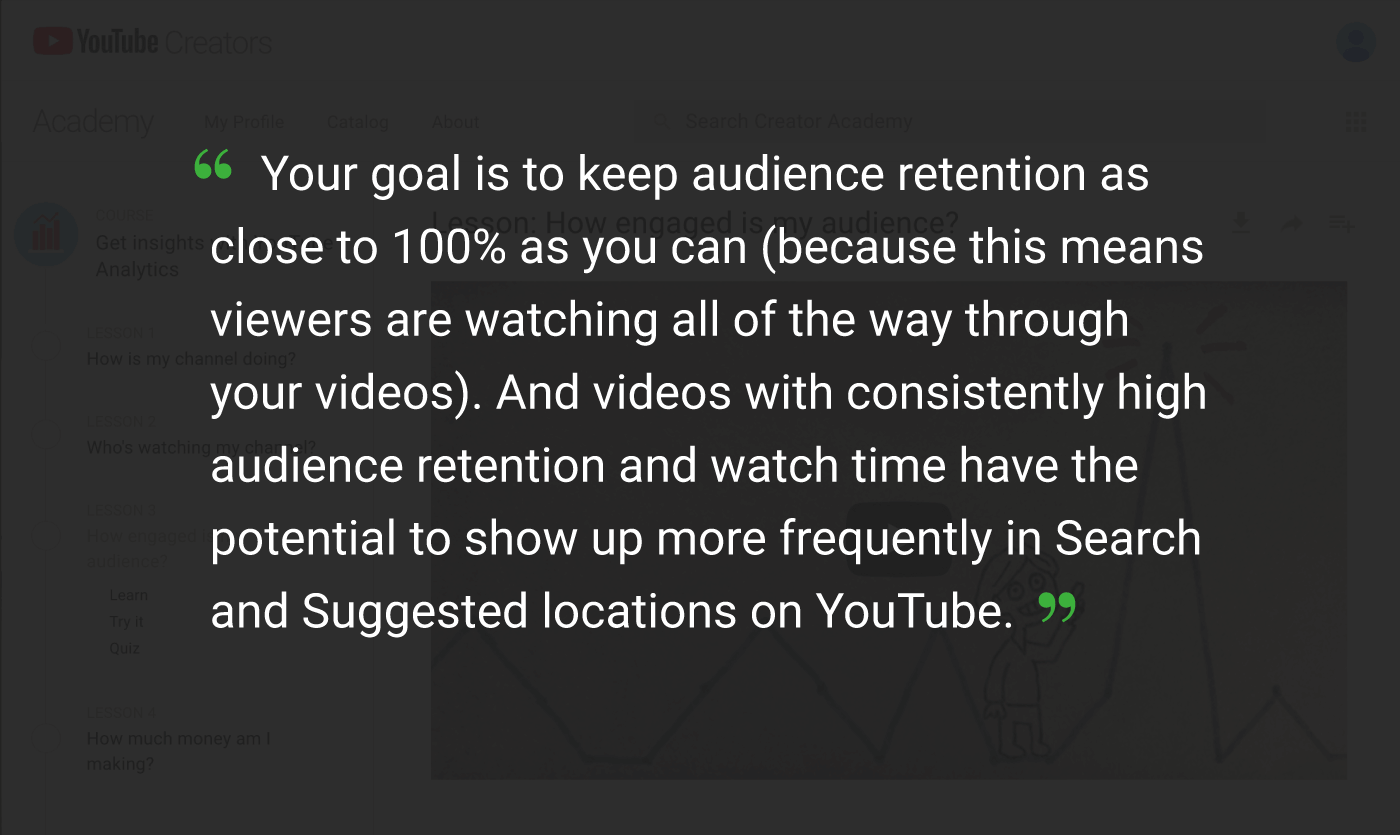 YouTube Creators
Academy My Profile Catalog About Search Creator Academy
“ Your goal is to keep audience retention as
close to 100% as you can (because this means
viewers are watching all of the way through
your videos). And videos with consistently high
audience retention and watch time have the
potential to show up more frequently in Search
and Suggested locations on YouTube. ”
COURSE
Get insights
Analytics
LESSON 1
How is my channel doing?
LESSON 2
Who's watching my channel?
LESSON 3
How engaged is
audience?
Learn
Try it
Quiz
LESSON 4
How much money am I
making?
Lesson: How engaged is my audience?